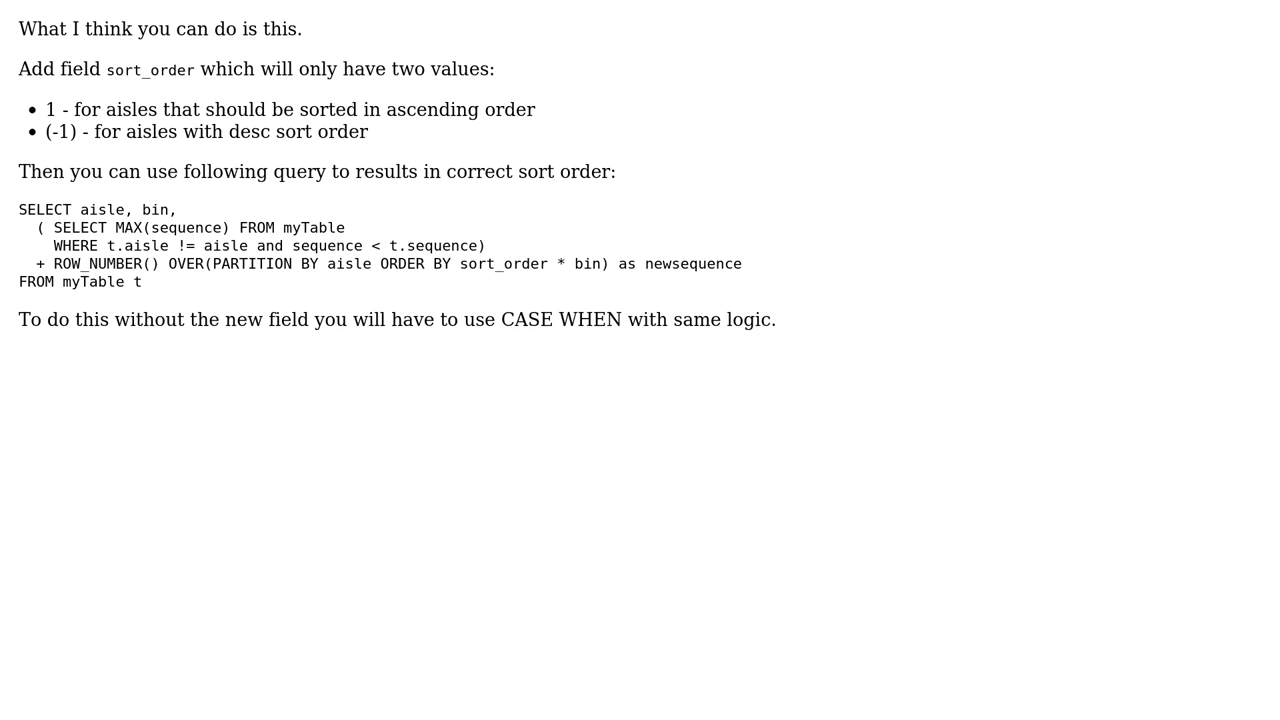 What I think you can do is this.
Add field sort_order which will only have two values:
• 1 - for aisles that should be sorted in ascending order
• (-1) - for aisles with desc sort order
Then you can use following query to results in correct sort order:
SELECT aisle, bin,
  ( SELECT MAX(sequence) FROM myTable
    WHERE t.aisle != aisle and sequence < t.sequence)
  + ROW_NUMBER() OVER(PARTITION BY aisle ORDER BY sort_order * bin) as newsequence
FROM myTable t
To do this without the new field you will have to use CASE WHEN with same logic.